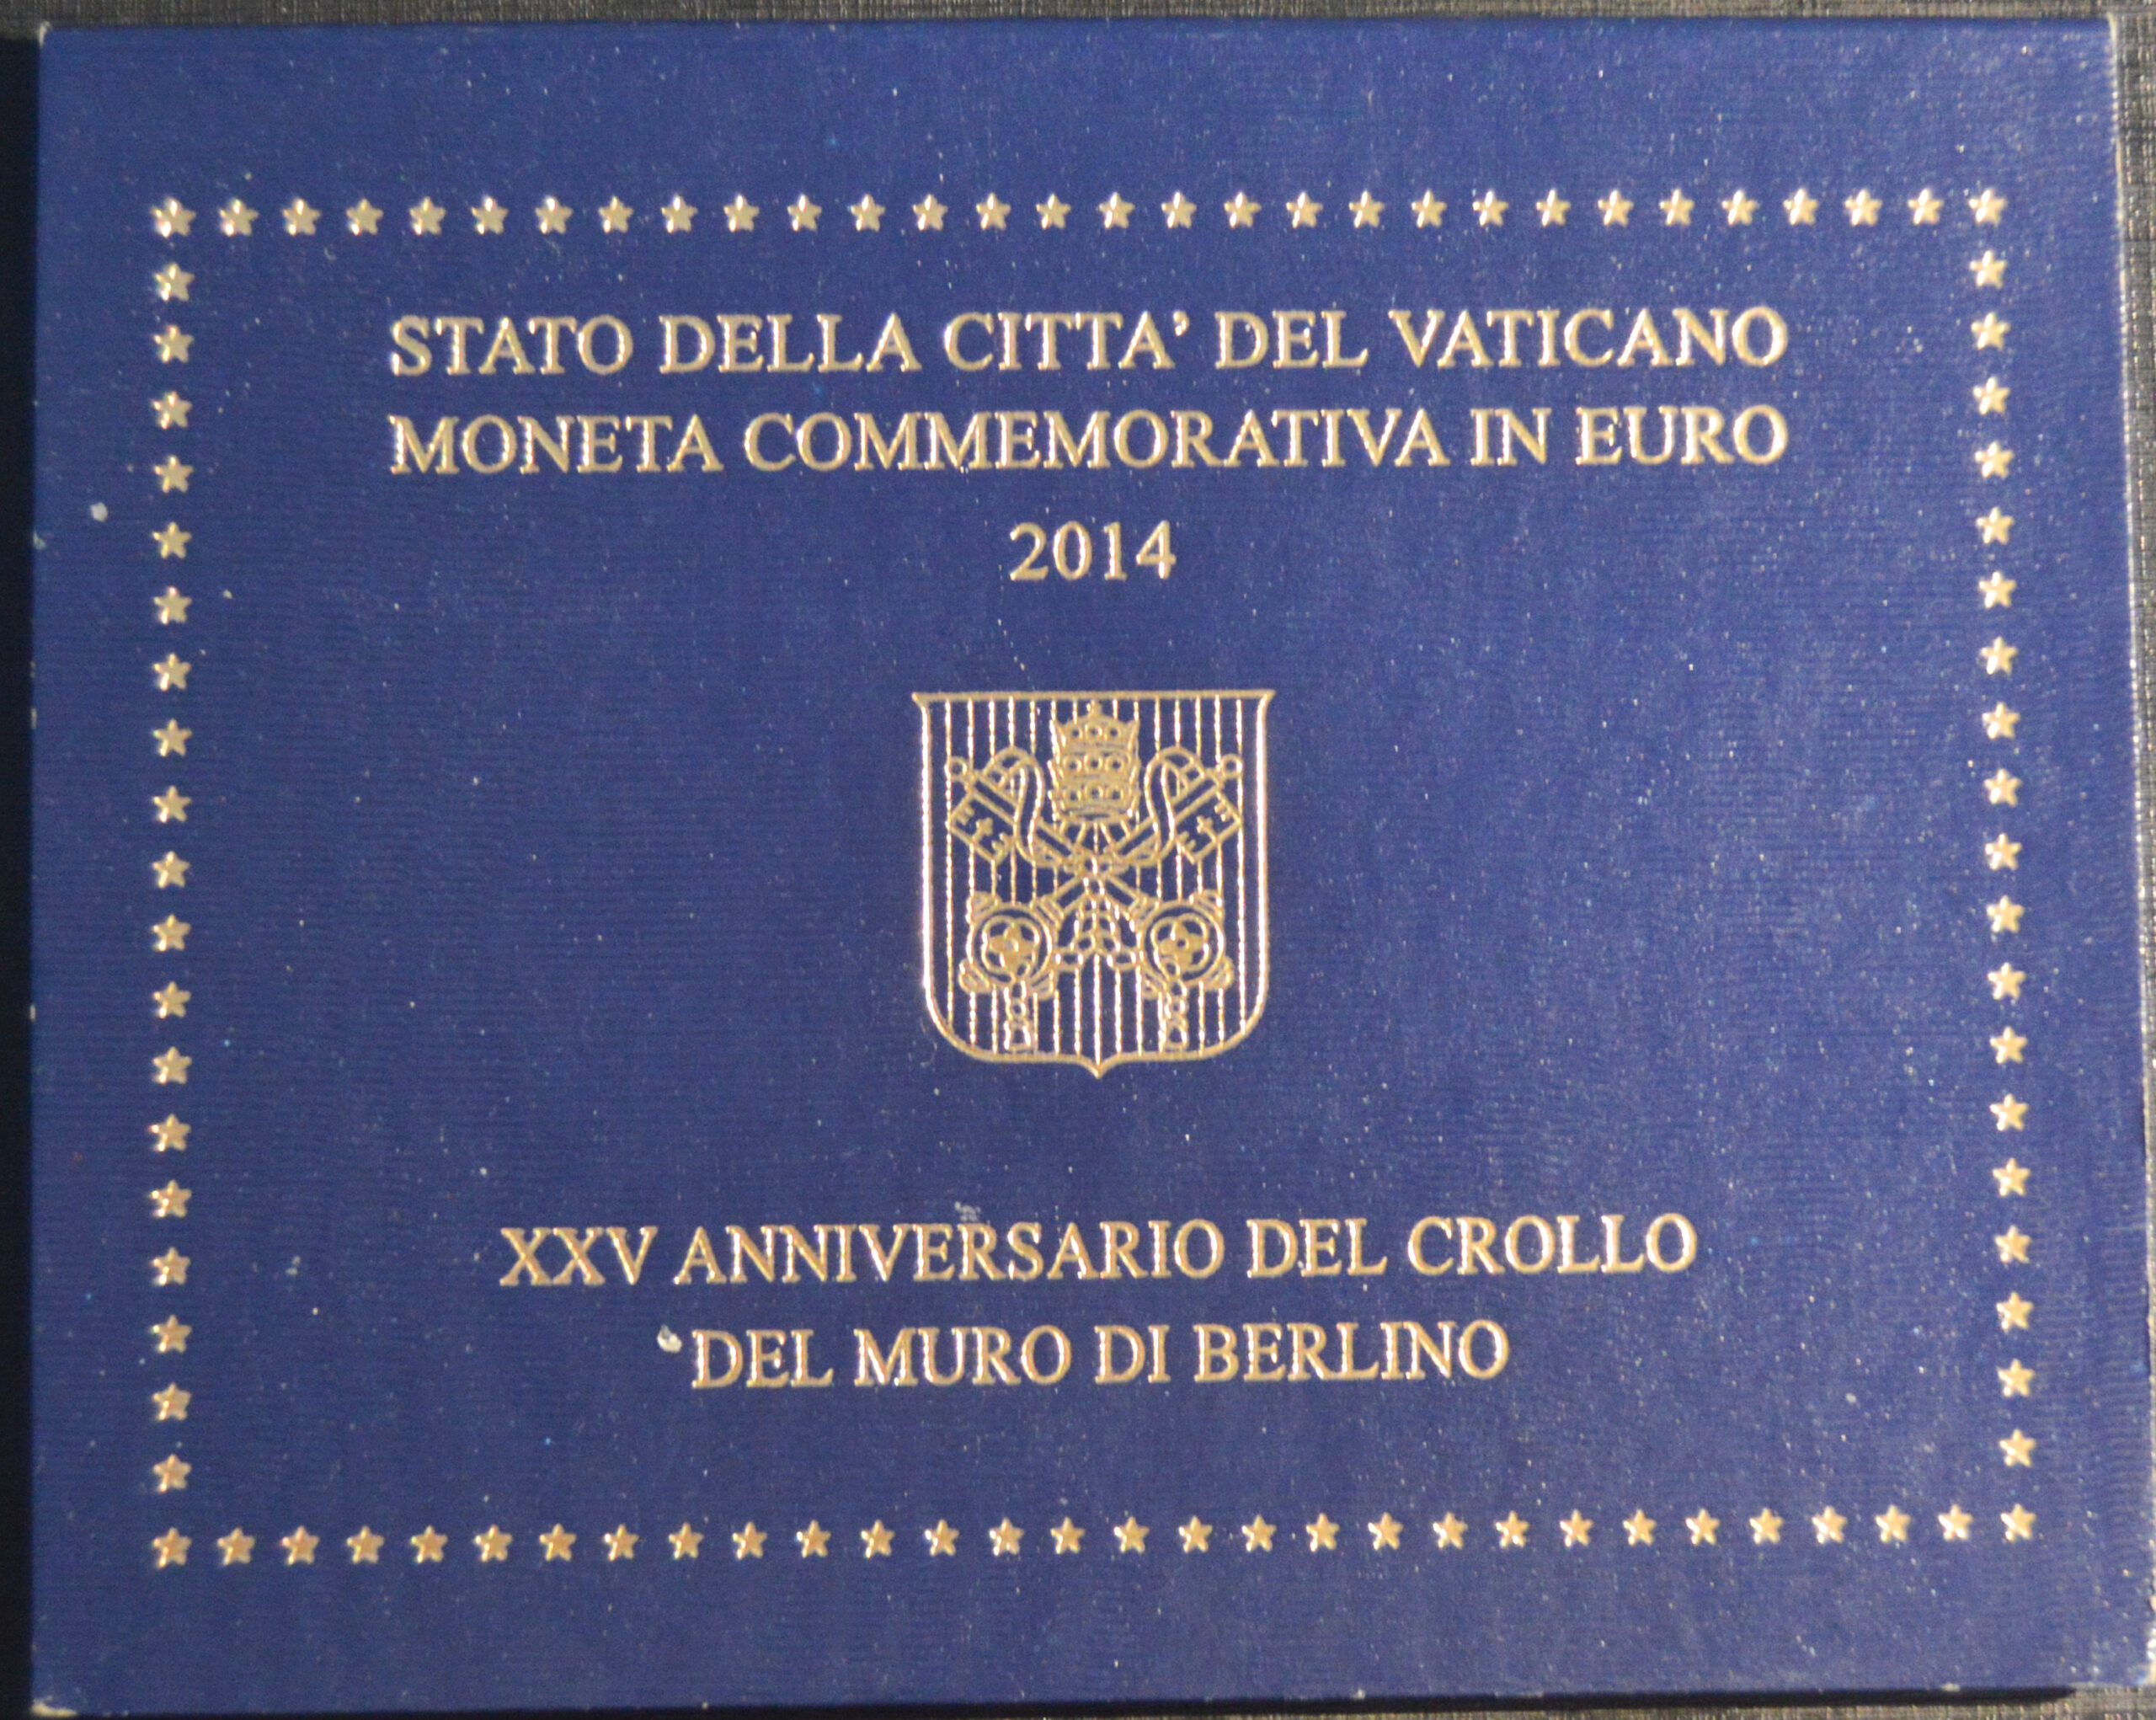 STATO DELLA CITTA' DEL VATICANO
MONETA COMMEMORATIVA IN EURO
2014
XXV ANNIVERSARIO DEL CROLLO
DEL MURO DI BERLINO